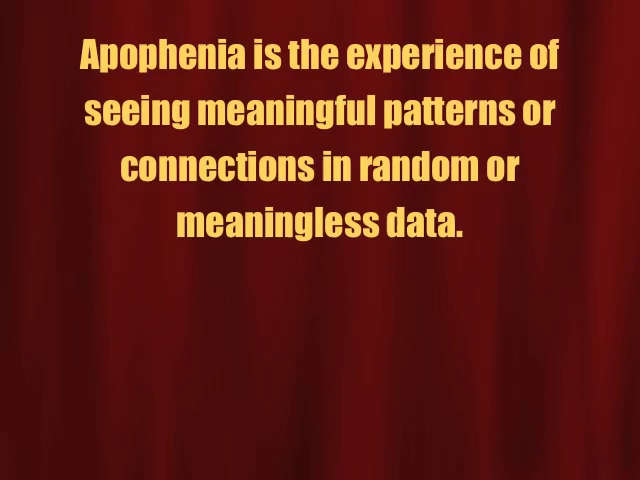 Apophenia is the experience of
seeing meaningful patterns or
connections in random or
meaningless data.